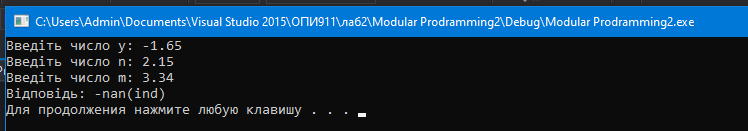 C:\Users\Admin\Documents\Visual Studio 2015\ОПИ911\ла62\Modular Prodramming2\Debug\Modular Prodramming2.exe
Введіть число y: -1.65
Введіть число n: 2.15
Введіть число m: 3.34
Відповідь: -nan(ind)
Для продолжения нажмите любую клавишу . . .